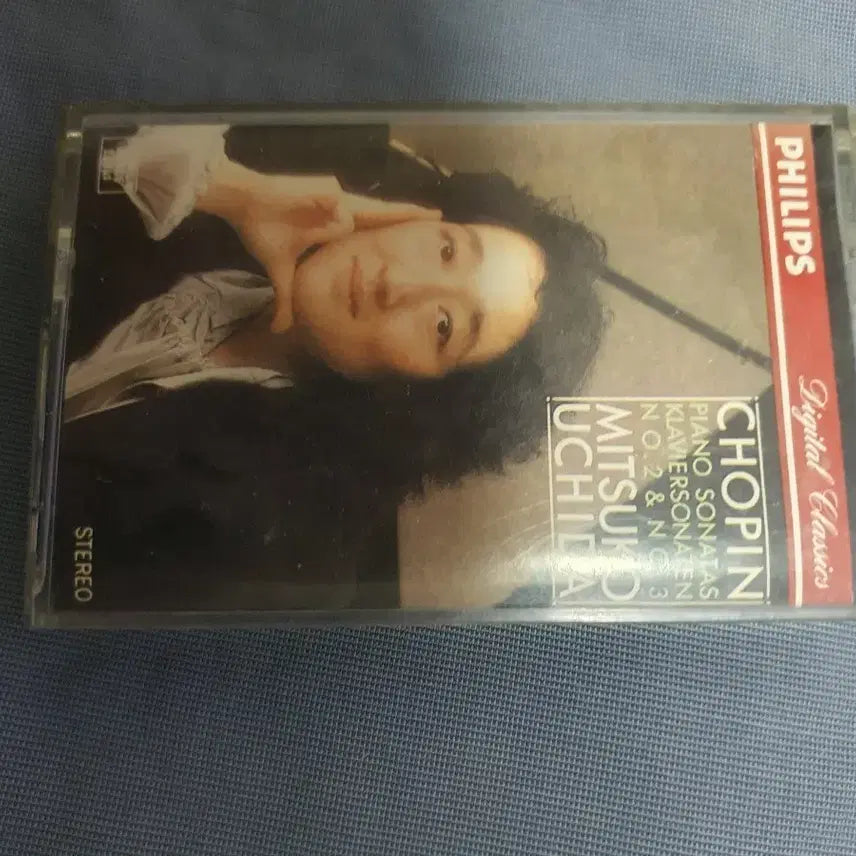 PHILIPS
Digital Classics
CHOPIN
PIANO SONATAS
KLAVIERSONATEN
NO. 2 & NO. 3
MITSUKO
UCHIDA
STEREO